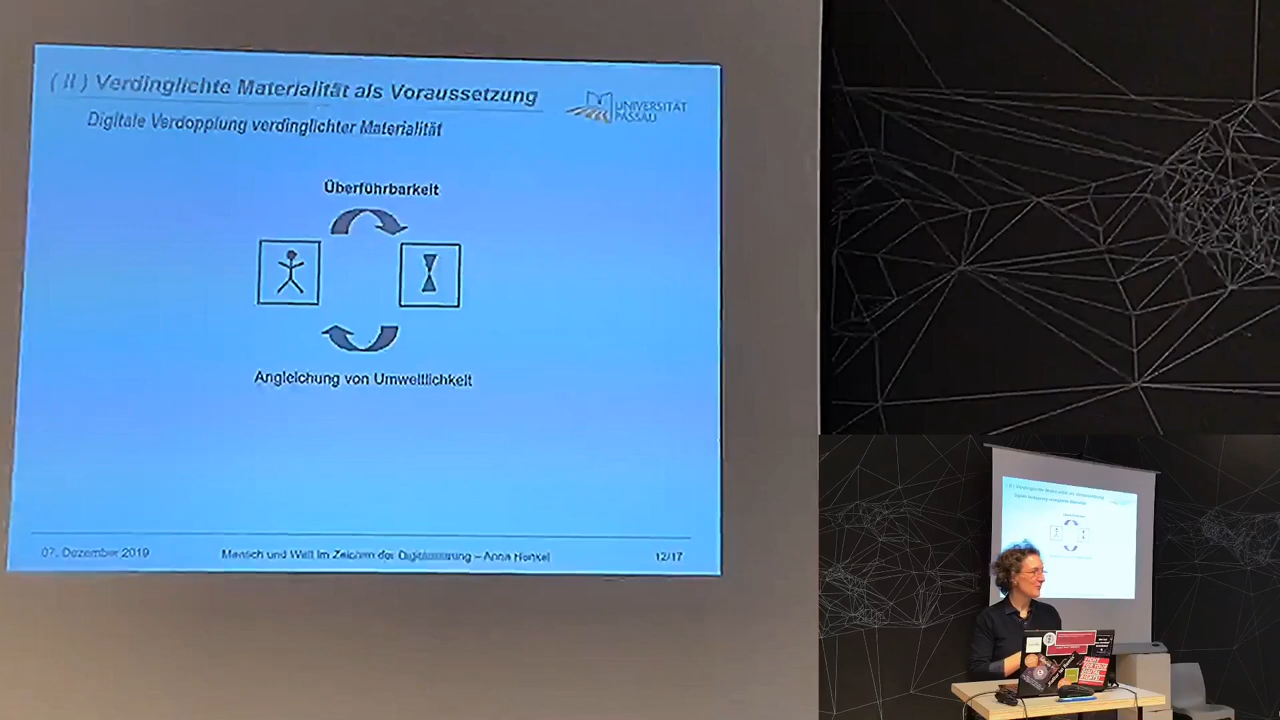 ( II ) Verdinglichte Materialität als Voraussetzung
UNIVERSITÄT
PASSAU
Digitale Verdopplung verdinglichter Materialität
Überführbarkeit
Angleichung von Umweltlichkeit
07. Dezember 2019
Mensch und Welt im Zeichen der Digitalisierung – Anna Henkel
12/17